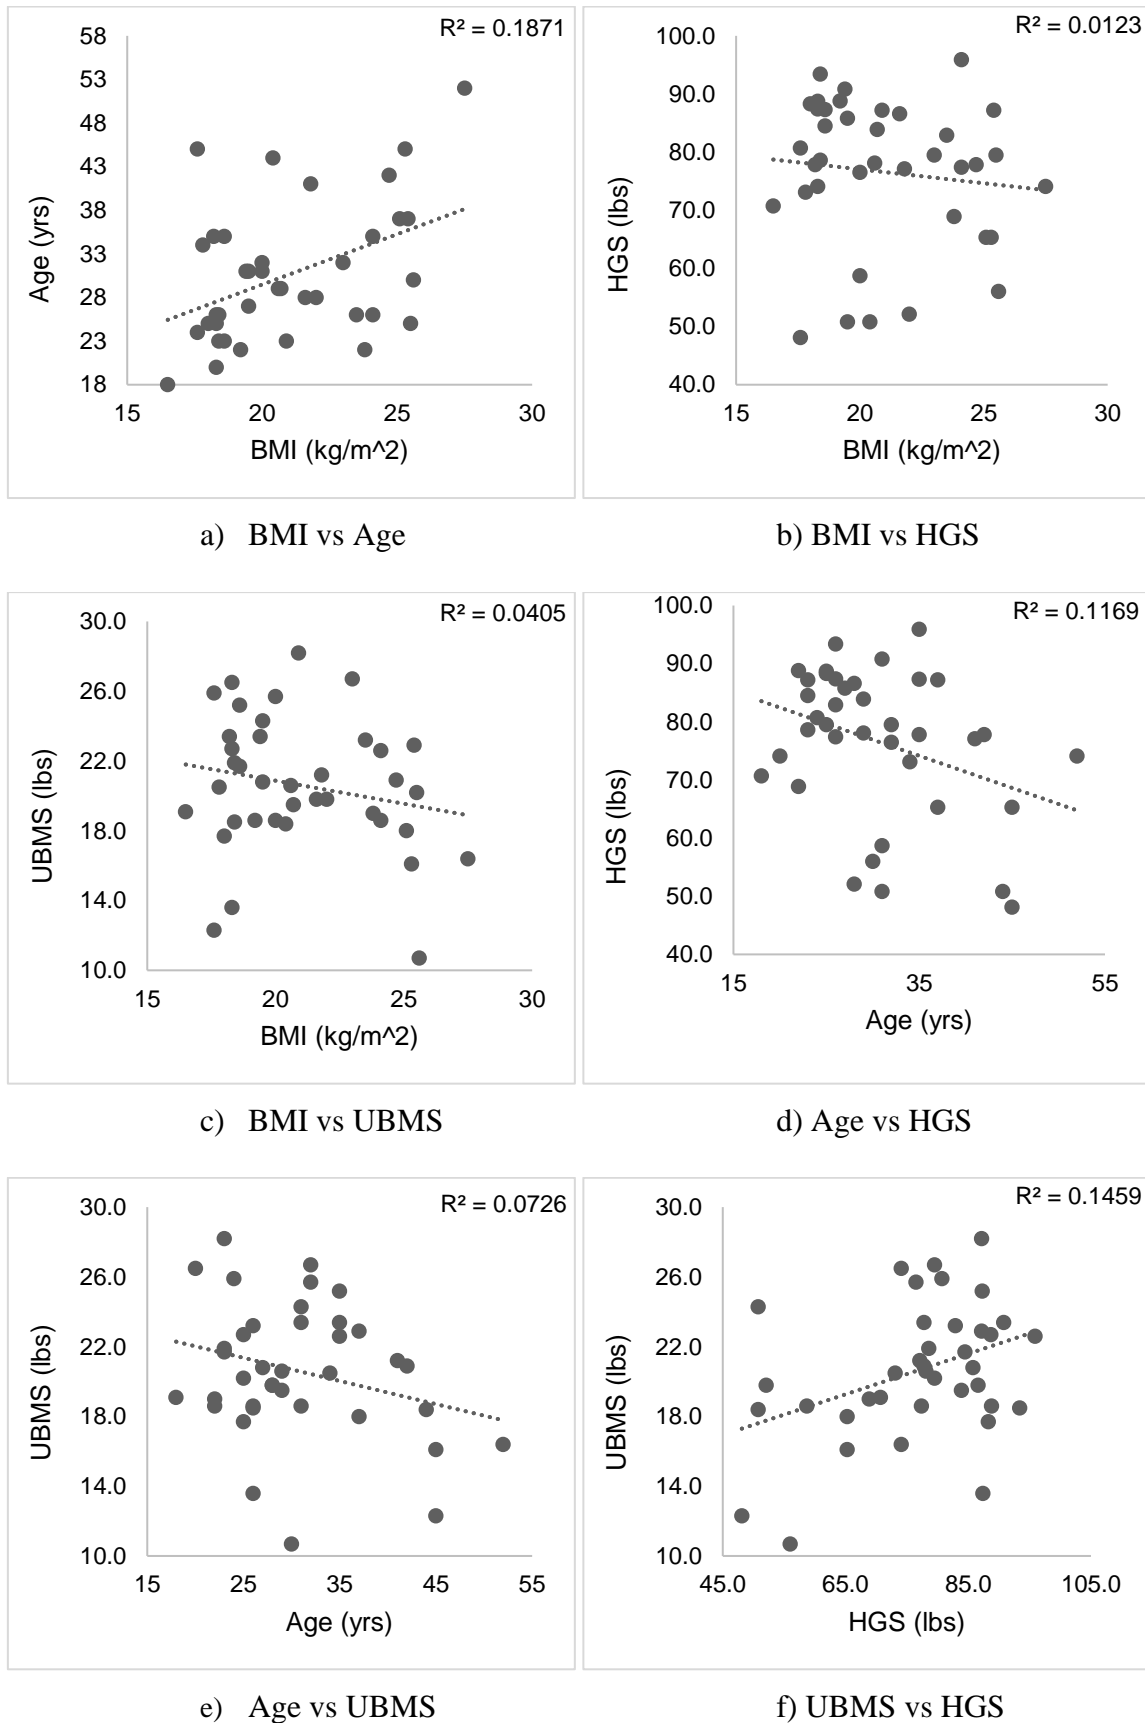 R² = 0.1871
58
53
48
43
38
33
28
23
18
Age (yrs)
15 20 25 30
BMI (kg/m^2)
a) BMI vs Age
R² = 0.0123
100.0
90.0
80.0
70.0
60.0
50.0
40.0
HGS (lbs)
15 20 25 30
BMI (kg/m^2)
b) BMI vs HGS
R² = 0.0405
30.0
26.0
22.0
18.0
14.0
10.0
UBMS (lbs)
15 20 25 30
BMI (kg/m^2)
c) BMI vs UBMS
R² = 0.1169
100.0
90.0
80.0
70.0
60.0
50.0
40.0
HGS (lbs)
15 35 55
Age (yrs)
d) Age vs HGS
R² = 0.0726
30.0
26.0
22.0
18.0
14.0
10.0
UBMS (lbs)
15 25 35 45 55
Age (yrs)
e) Age vs UBMS
R² = 0.1459
30.0
26.0
22.0
18.0
14.0
10.0
UBMS (lbs)
45.0 65.0 85.0 105.0
HGS (lbs)
f) UBMS vs HGS